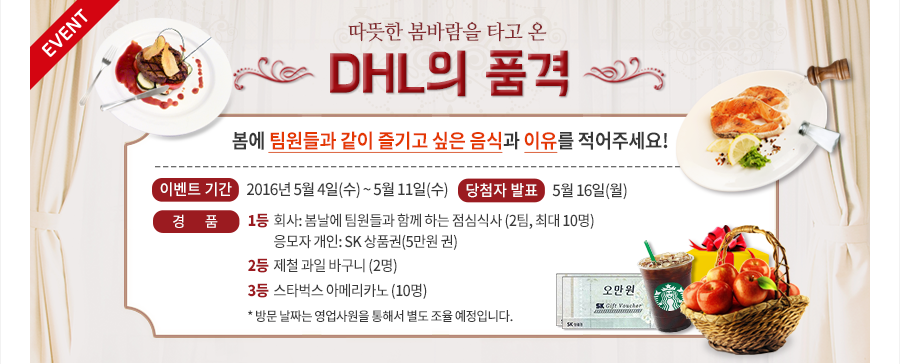 EVENT
따뜻한 봄바람을 타고 온
DHL의 품격
봄에 팀원들과 같이 즐기고 싶은 음식과 이유를 적어주세요!
이벤트 기간 2016년 5월 4일(수) ~ 5월 11일(수) 당첨자 발표 5월 16일(월)
경 품 1등 회사: 봄날에 팀원들과 함께 하는 점심식사 (2팀, 최대 10명)
응모자 개인: SK 상품권(5만원 권)
2등 제철 과일 바구니 (2명)
3등 스타벅스 아메리카노 (10명)
* 방문 날짜는 영업사원을 통해서 별도 조율 예정입니다.
오만원
SK Gift Voucher